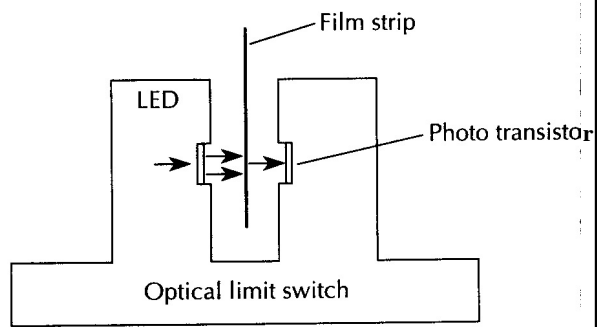 Film strip
LED
Photo transistor
Optical limit switch